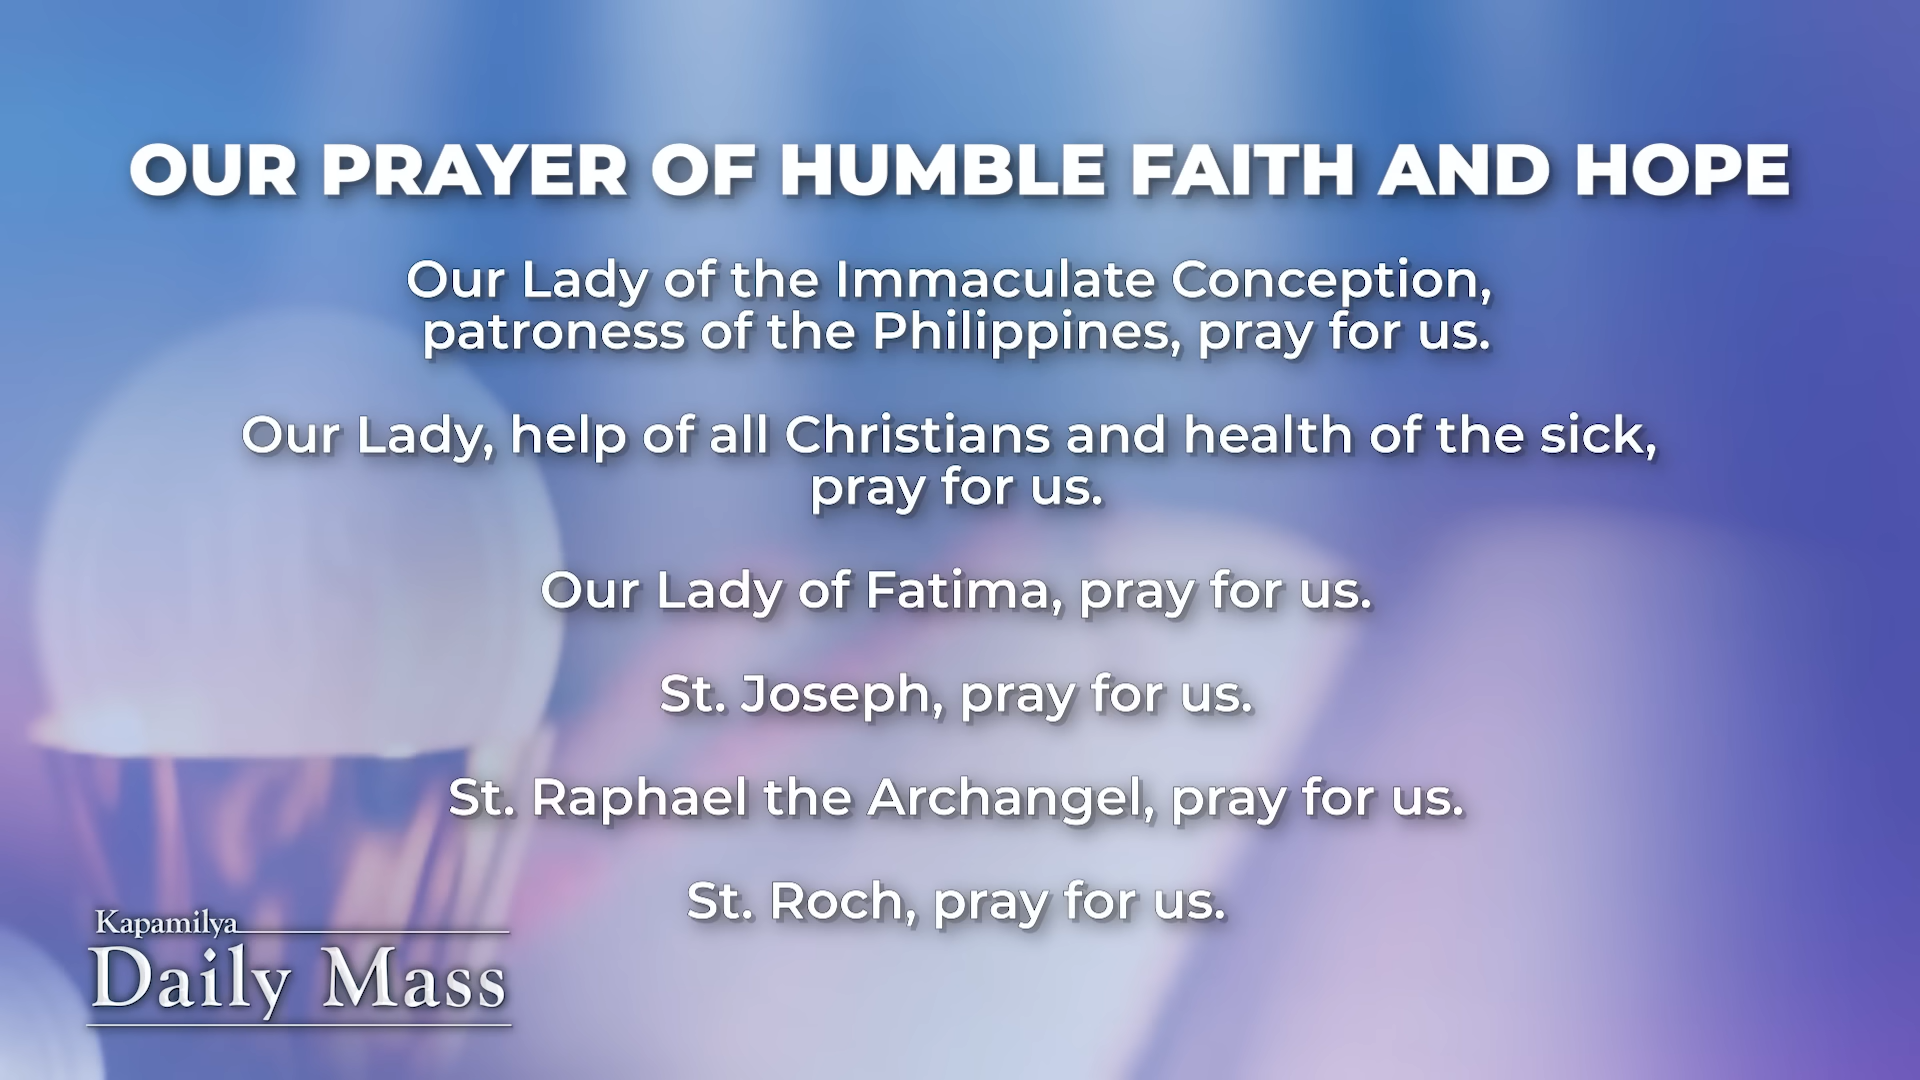 OUR PRAYER OF HUMBLE FAITH AND HOPE
Our Lady of the Immaculate Conception,
patroness of the Philippines, pray for us.
Our Lady, help of all Christians and health of the sick,
pray for us.
Our Lady of Fatima, pray for us.
St. Joseph, pray for us.
St. Raphael the Archangel, pray for us.
St. Roch, pray for us.
Kapamilya
Daily Mass